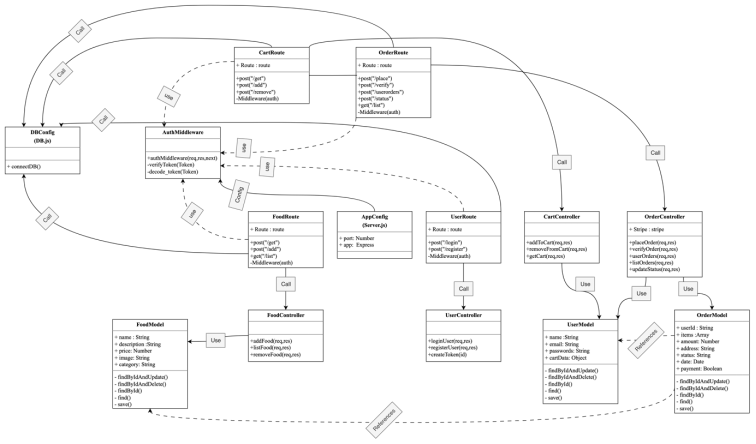 Call
Call
CartRoute
+ Route : route
+post("/get")
+post("/add")
+post("/remove")
-Middleware(auth)
OrderRoute
+ Route : route
+post("/place")
+post("/verify")
+post("/userorders")
+post("/status")
+get("/list")
-Middleware(auth)
use
Call
DBConfig
(DB.js)
+ connectDB()
AuthMiddleware
+authMiddleware(req,res,next)
-verifyToken(Token)
-decode_token(Token)
use
use
Call
Call
Config
use
Call
FoodRoute
+ Route : route
+post("/get")
+post("/add")
+get("/list")
-Middleware(auth)
AppConfig
(Server.js)
+ port: Number
+ app: Express
UserRoute
+ Route : route
+post("/login")
+post("/register")
-Middleware(auth)
CartController
+addToCart(req,res)
+removeFromCart(req,res)
+getCart(req,res)
OrderController
+ Stripe : stripe
+placeOrder(req,res)
+verifyOrder(req,res)
+userOrders(req,res)
+listOrders(req,res)
+updateStatus(req,res)
Call
Call
Use
Use
Use
FoodController
+addFood(req,res)
+listFood(req,res)
+removeFood(req,res)
UserController
+loginUser(req,res)
+registerUser(req,res)
+createToken(id)
FoodModel
+ name : String
+ description :String
+ price: Number
+ image: String
+ category: String
- findByIdAndUpdate()
- findByIdAndDelete()
- findById()
- find()
- save()
Use
UserModel
+ name: String
+ email: String
+ passwords: String
+ cartData: Object
- findByIdAndUpdate()
- findByIdAndDelete()
- findById()
- find()
- save()
References
OrderModel
+ userId : String
+ items :Array
+ amount: Number
+ address: String
+ status: String
+ date: Date
+ payment: Boolean
- findByIdAndUpdate()
- findByIdAndDelete()
- findById()
- find()
- save()
References